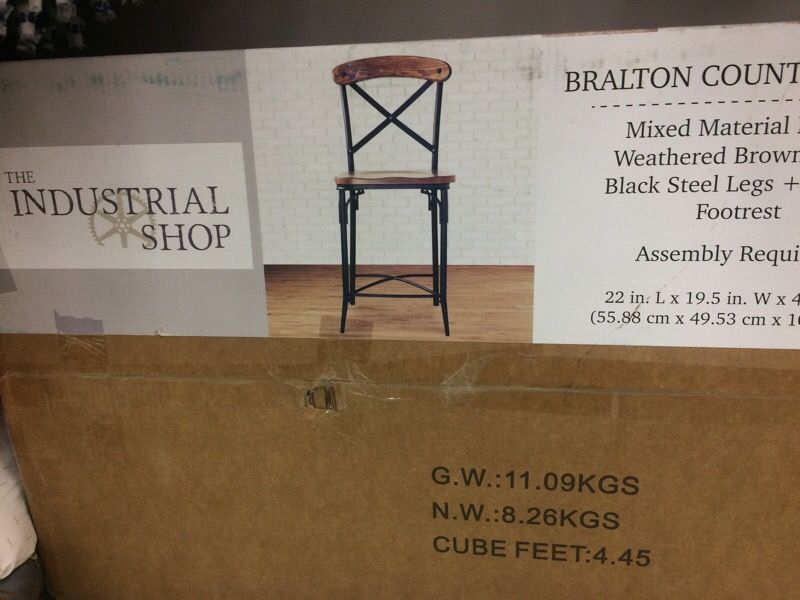 THE
INDUSTRIAL
SHOP
BRALTON COUNT
Mixed Material
Weathered Brown
Black Steel Legs +
Footrest
Assembly Requi
22 in. L x 19.5 in. W x 4
(55.88 cm x 49.53 cm x 10
G.W.:11.09KGS
N.W.:8.26KGS
CUBE FEET:4.45